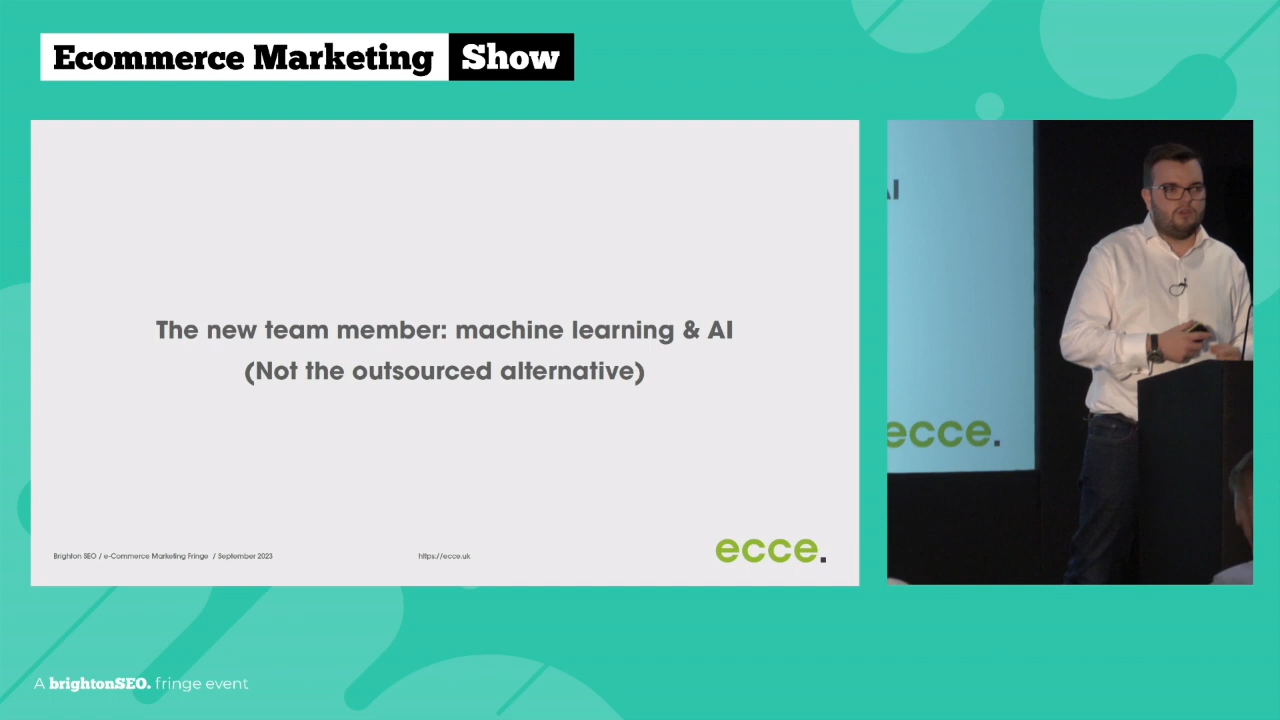 Ecommerce Marketing Show
The new team member: machine learning & AI
(Not the outsourced alternative)
Brighton SEO / e-Commerce Marketing Fringe / September 2023
https://ecce.uk
ecce.
AI
ecce.
A brightonSEO. fringe event